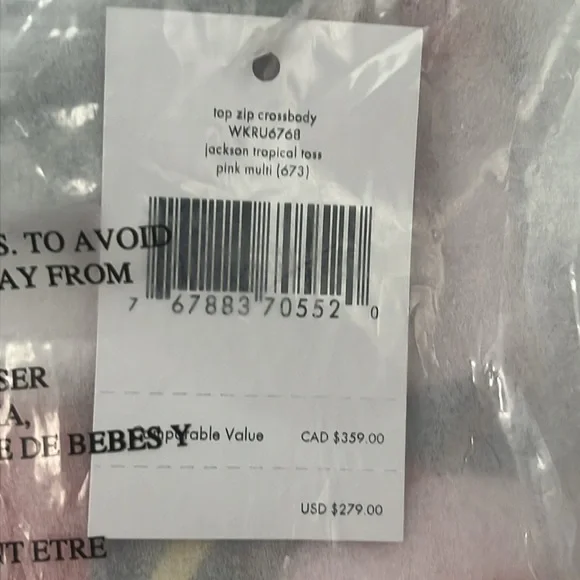 top zip crossbody
WKRU6768
jackson tropical toss
pink multi (673)
S. TO AVOID
AY FROM
7 67883 70552 0
SER
A,
E DE BEBES Y
Comparable Value CAD $359.00
USD $279.00
NT ETRE